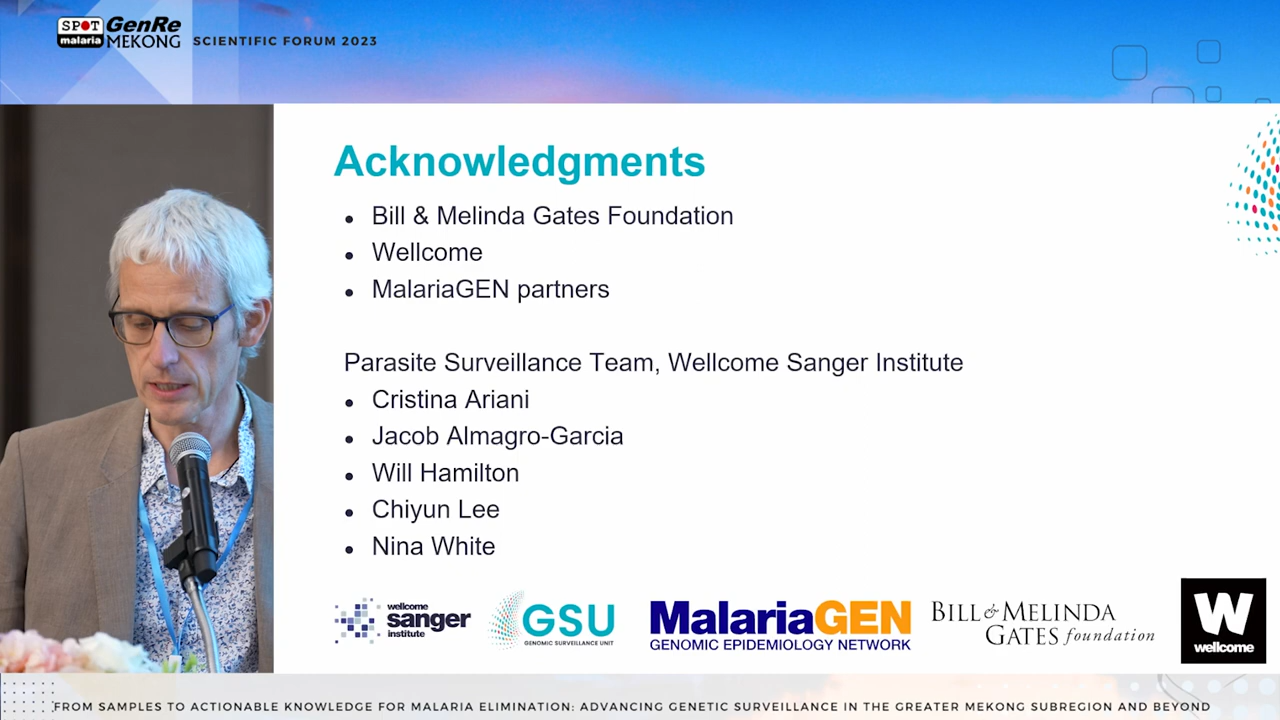 SPOT
malaria
GenRe
MEKONG
SCIENTIFIC FORUM 2023
Acknowledgments
• Bill & Melinda Gates Foundation
• Wellcome
• MalariaGEN partners
Parasite Surveillance Team, Wellcome Sanger Institute
• Cristina Ariani
• Jacob Almagro-Garcia
• Will Hamilton
• Chiyun Lee
• Nina White
wellcome
sanger
institute
GSU
GENOMIC SURVEILLANCE UNIT
MalariaGEN
GENOMIC EPIDEMIOLOGY NETWORK
BILL & MELINDA
GATES foundation
W
wellcome
FROM SAMPLES TO ACTIONABLE KNOWLEDGE FOR MALARIA ELIMINATION: ADVANCING GENETIC SURVEILLANCE IN THE GREATER MEKONG SUBREGION AND BEYOND